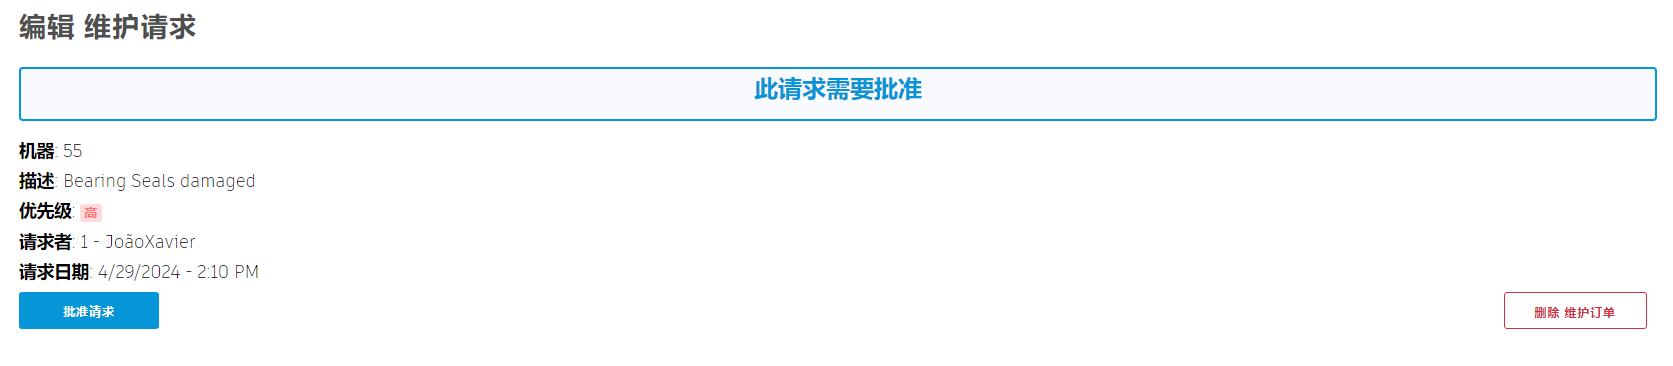 编辑 维护请求
此请求需要批准
机器: 55
描述: Bearing Seals damaged
优先级: 高
请求者: 1 - JoãoXavier
请求日期: 4/29/2024 - 2:10 PM
批准请求
删除 维护订单